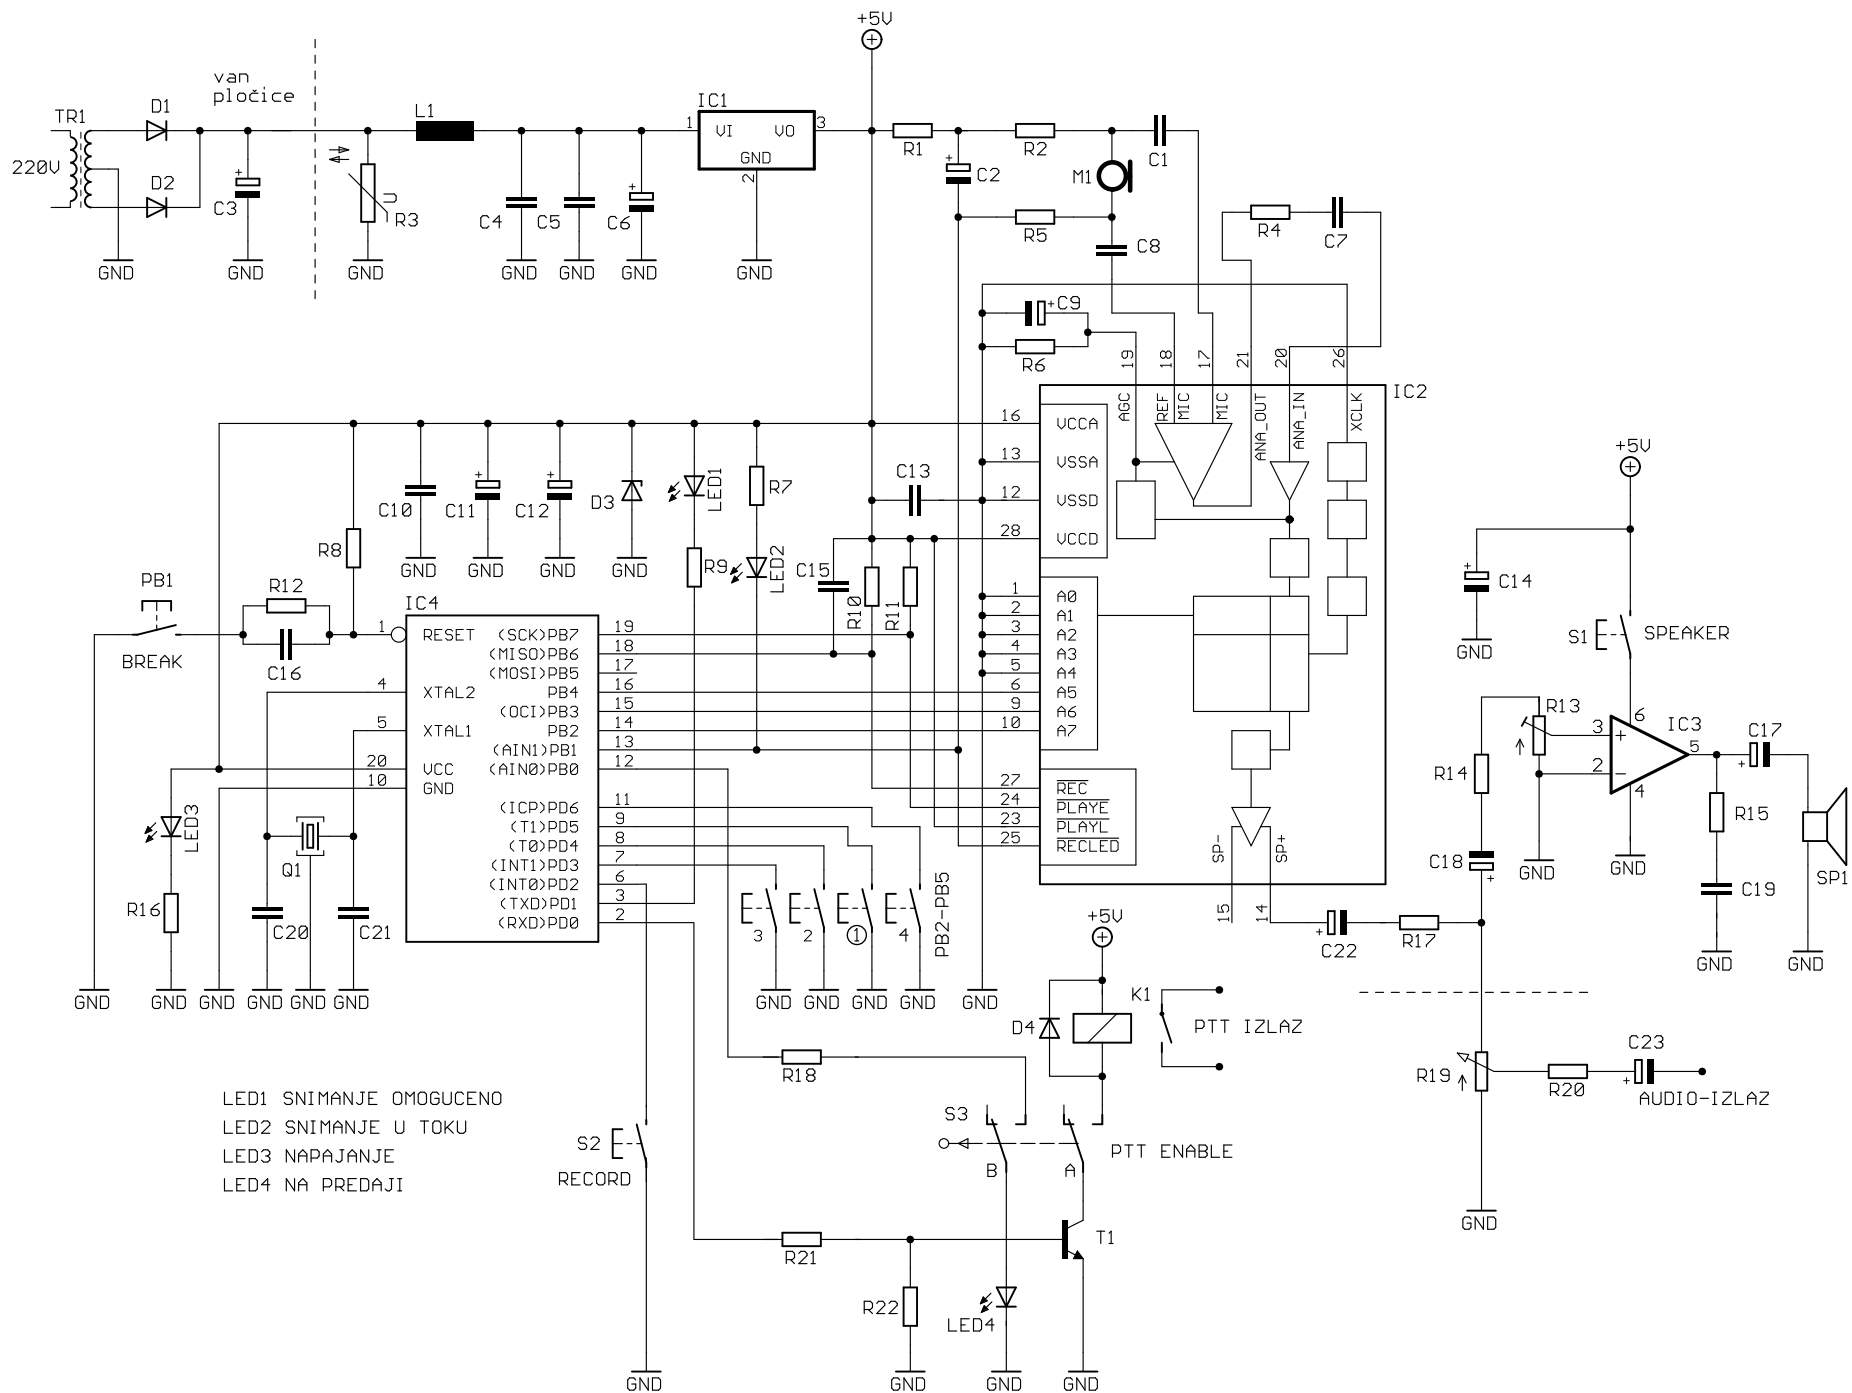 +5V
van
pločice
TR1
D1
220V
D2
C3
GND
GND
U
R3
GND
L1
C4
C5
C6
GND
GND
GND
IC1
1
VI
VO
3
GND
2
GND
R1
R2
C1
C2
M1
R5
C8
R4
C7
+C9
R6
19
18
17
21
20
26
IC2
AGC
REF
MIC
MIC
ANA_OUT
ANA_IN
XCLK
16
VCCA
13
VSSA
12
VSSD
28
VCCD
1
A0
2
A1
3
A2
4
A3
5
A4
6
A5
9
A6
10
A7
27
REC
24
PLAYE
23
PLAYL
25
RECLED
SP-
SP+
15
14
C13
C15
R10
R11
R8
C10
C11
C12
D3
LED1
R9
R7
LED2
GND
GND
GND
GND
PB1
BREAK
R12
C16
IC4
1
RESET
4
XTAL2
5
XTAL1
20
VCC
10
GND
(SCK)PB7
19
(MISO)PB6
18
(MOSI)PB5
17
PB4
16
(OCI)PB3
15
PB2
14
(AIN1)PB1
13
(AIN0)PB0
12
(ICP)PD6
11
(T1)PD5
9
(T0)PD4
8
(INT1)PD3
7
(INT0)PD2
6
(TXD)PD1
3
(RXD)PD0
2
LED3
R16
Q1
C20
C21
GND
GND
GND
GND
GND
GND
3
2
1
4
PB2-PB5
GND
GND
GND
GND
GND
+5V
D4
K1
PTT IZLAZ
R18
S3
B
A
PTT ENABLE
S2
RECORD
R21
R22
T1
LED4
GND
GND
GND
GND
LED1 SNIMANJE OMOGUCENO
LED2 SNIMANJE U TOKU
LED3 NAPAJANJE
LED4 NA PREDAJI
+5V
C14
GND
S1
SPEAKER
R13
R14
3
2
6
5
4
IC3
C17
R15
C18
C19
SP1
GND
GND
GND
GND
C22
R17
R19
R20
C23
AUDIO-IZLAZ
GND